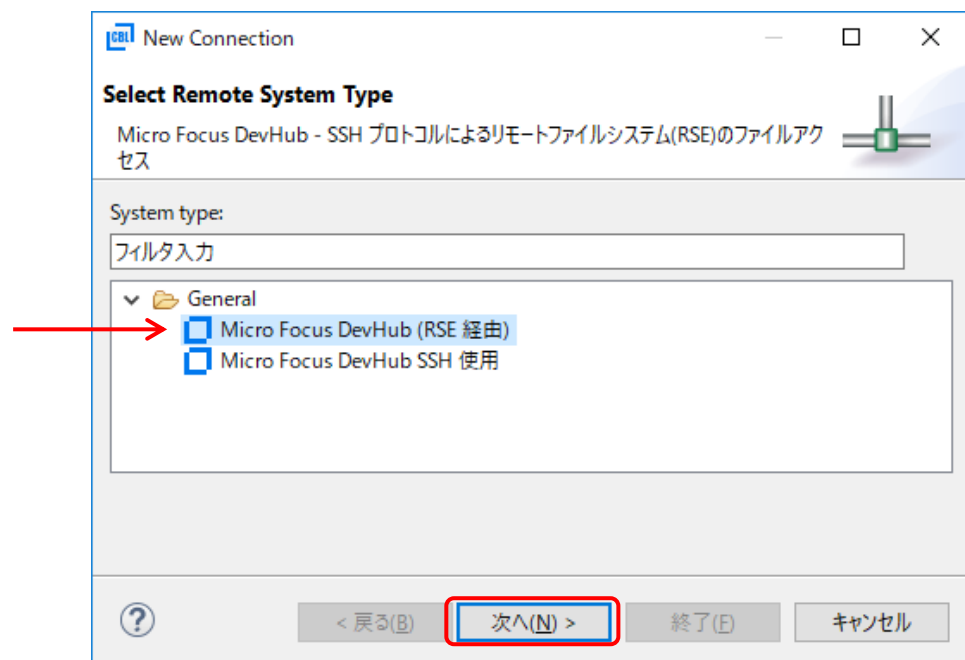 CBL New Connection
Select Remote System Type
Micro Focus DevHub - SSH プロトコルによるリモートファイルシステム(RSE)のファイルアク
セス
System type:
フィルタ入力
General
Micro Focus DevHub (RSE 経由)
Micro Focus DevHub SSH 使用
? < 戻る(B) 次へ(N) > 終了(F) キャンセル